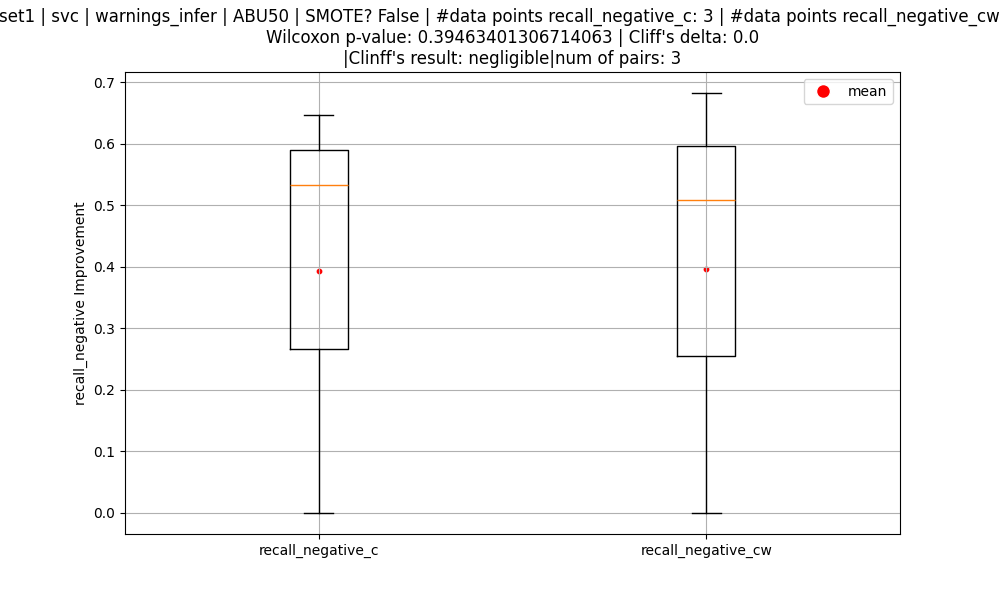 set1 | svc | warnings_infer | ABU50 | SMOTE? False | #data points recall_negative_c: 3 | #data points recall_negative_cw
Wilcoxon p-value: 0.39463401306714063 | Cliff's delta: 0.0
|Clinff's result: negligible|num of pairs: 3
mean
recall_negative Improvement
0.7
0.6
0.5
0.4
0.3
0.2
0.1
0.0
recall_negative_c
recall_negative_cw